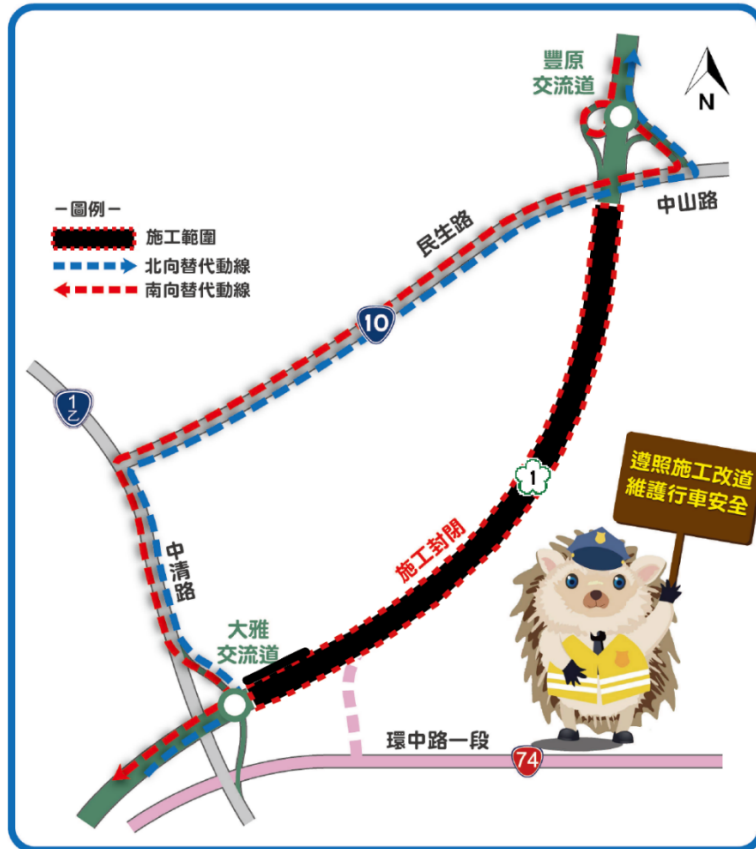 豐原
交流道
N
中山路
－圖例－
施工範圍
北向替代動線
南向替代動線
民生路
10
1
乙
遵照施工改道
維護行車安全
1
施工封閉
中清路
大雅
交流道
環中路一段
74